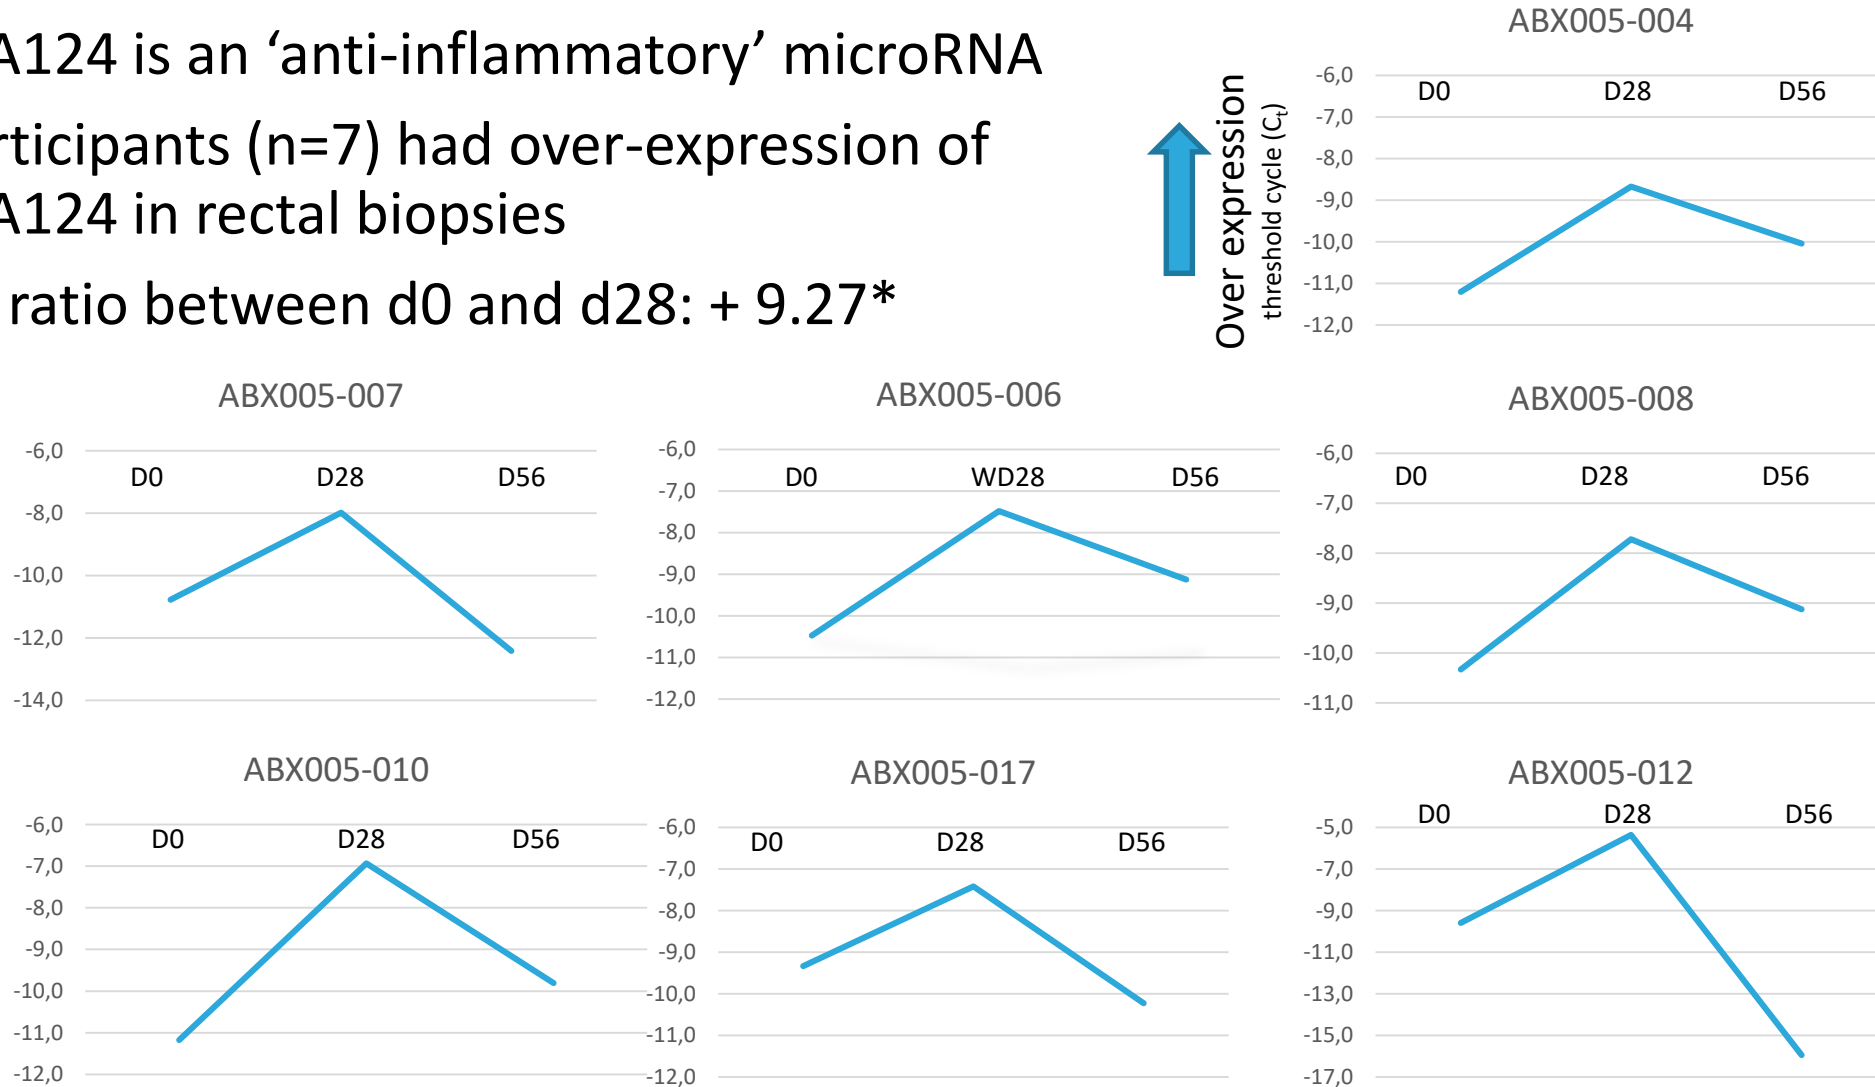 A124 is an ‘anti-inflammatory’ microRNA
rticipants (n=7) had over-expression of
A124 in rectal biopsies
ratio between d0 and d28: + 9.27*
Over expression
threshold cycle (Ct)
ABX005-004
-6,0
D0 D28 D56
-7,0
-8,0
-9,0
-10,0
-11,0
-12,0
ABX005-007
-6,0
D0 D28 D56
-8,0
-10,0
-12,0
-14,0
ABX005-006
-6,0
D0 WD28 D56
-7,0
-8,0
-9,0
-10,0
-11,0
-12,0
ABX005-008
-6,0
D0 D28 D56
-7,0
-8,0
-9,0
-10,0
-11,0
ABX005-010
-6,0
D0 D28 D56
-7,0
-8,0
-9,0
-10,0
-11,0
-12,0
ABX005-017
-6,0
D0 D28 D56
-7,0
-8,0
-9,0
-10,0
-11,0
-12,0
ABX005-012
D0 D28 D56
-5,0
-7,0
-9,0
-11,0
-13,0
-15,0
-17,0